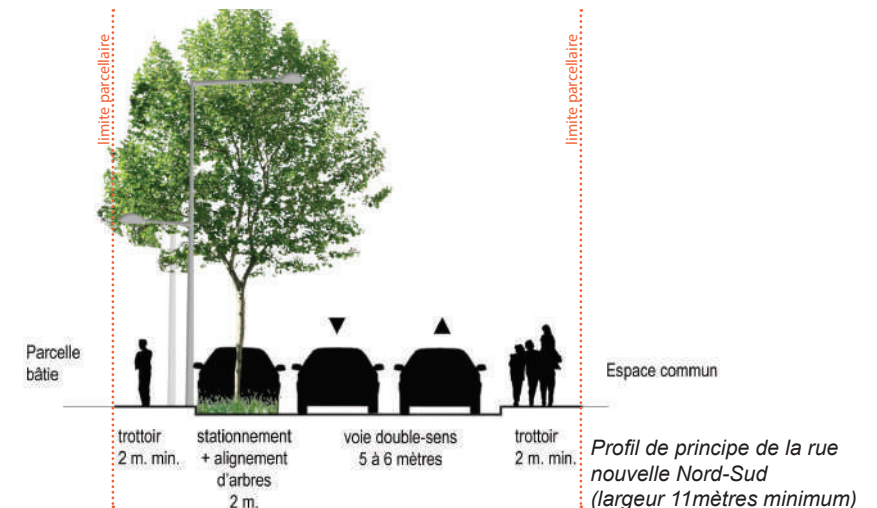 limite parcellaire
limite parcellaire
Parcelle
bâtie
Espace commun
trottoir
2 m. min.
stationnement
+ alignement
d'arbres
2 m.
voie double-sens
5 à 6 mètres
trottoir
2 m. min.
Profil de principe de la rue
nouvelle Nord-Sud
(largeur 11mètres minimum)